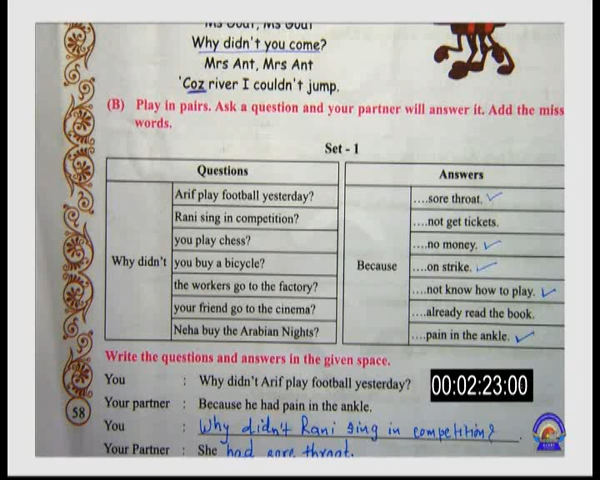 Ms Goat, Ms Goat
Why didn't you come?
Mrs Ant, Mrs Ant
'Coz river I couldn't jump.
(B) Play in pairs. Ask a question and your partner will answer it. Add the miss
words.
Set - 1
Questions
Answers
Why didn't
Arif play football yesterday?
Rani sing in competition?
you play chess?
you buy a bicycle?
the workers go to the factory?
your friend go to the cinema?
Neha buy the Arabian Nights?
Because
....sore throat.
....not get tickets.
....no money.
....on strike.
....not know how to play.
....already read the book.
....pain in the ankle.
Write the questions and answers in the given space.
You : Why didn't Arif play football yesterday?
00:02:23:00
Your partner : Because he had pain in the ankle.
58
You : Why didn't Rani sing in competition?
Your Partner : She had sore throat.